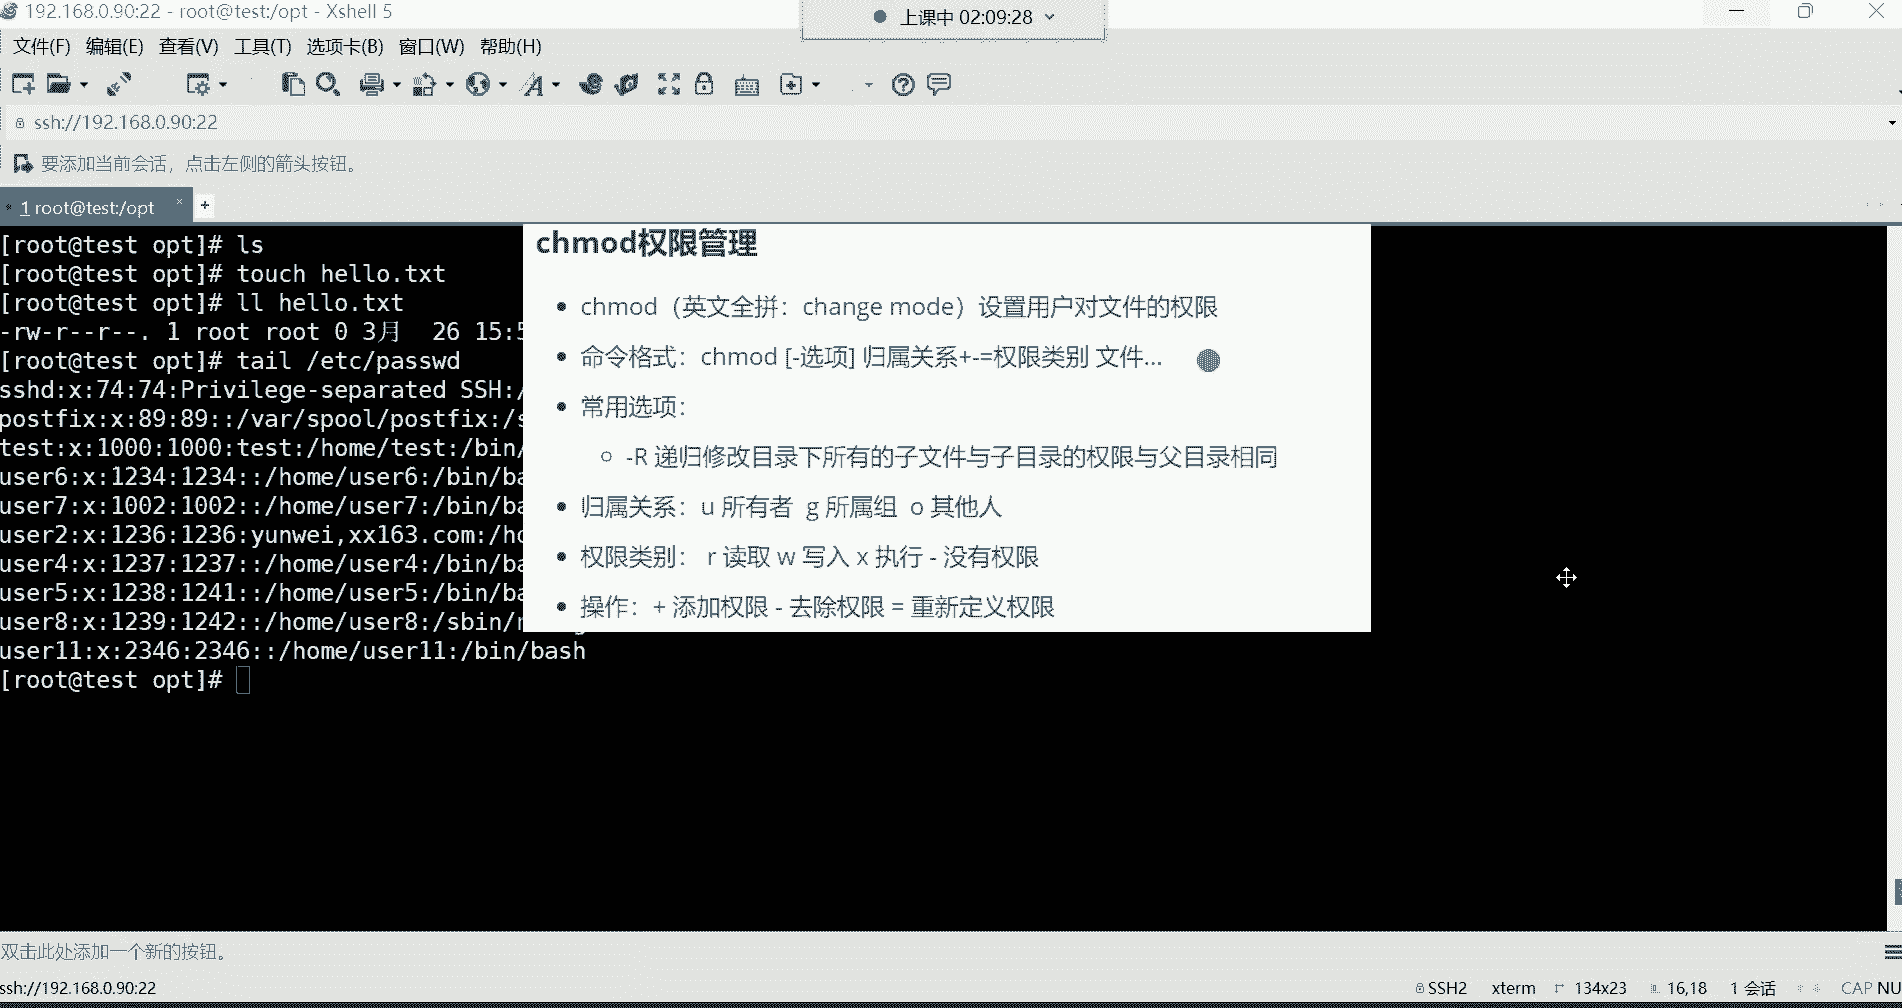 192.168.0.90:22 - root@test:/opt - Xshell 5
上课中 02:09:28
文件(F) 编辑(E) 查看(V) 工具(T) 选项卡(B) 窗口(W) 帮助(H)
ssh://192.168.0.90:22
要添加当前会话，点击左侧的箭头按钮。
1 root@test:/opt × +
[root@test opt]# ls
[root@test opt]# touch hello.txt
[root@test opt]# ll hello.txt
-rw-r--r--. 1 root root 0 3月  26 15:5
[root@test opt]# tail /etc/passwd
sshd:x:74:74:Privilege-separated SSH:/
postfix:x:89:89::/var/spool/postfix:/s
test:x:1000:1000:test:/home/test:/bin/
user6:x:1234:1234::/home/user6:/bin/ba
user7:x:1002:1002::/home/user7:/bin/ba
user2:x:1236:1236:yunwei,xx163.com:/ho
user4:x:1237:1237::/home/user4:/bin/ba
user5:x:1238:1241::/home/user5:/bin/ba
user8:x:1239:1242::/home/user8:/sbin/n
user11:x:2346:2346::/home/user11:/bin/bash
[root@test opt]#
chmod权限管理
• chmod（英文全拼：change mode）设置用户对文件的权限
• 命令格式：chmod [-选项] 归属关系+-=权限类别 文件...
• 常用选项：
○ -R 递归修改目录下所有的子文件与子目录的权限与父目录相同
• 归属关系：u 所有者 g 所属组 o 其他人
• 权限类别： r 读取 w 写入 x 执行 - 没有权限
• 操作：+ 添加权限 - 去除权限 = 重新定义权限
双击此处添加一个新的按钮。
ssh://192.168.0.90:22 SSH2 xterm 134x23 16,18 1 会话 CAP NU